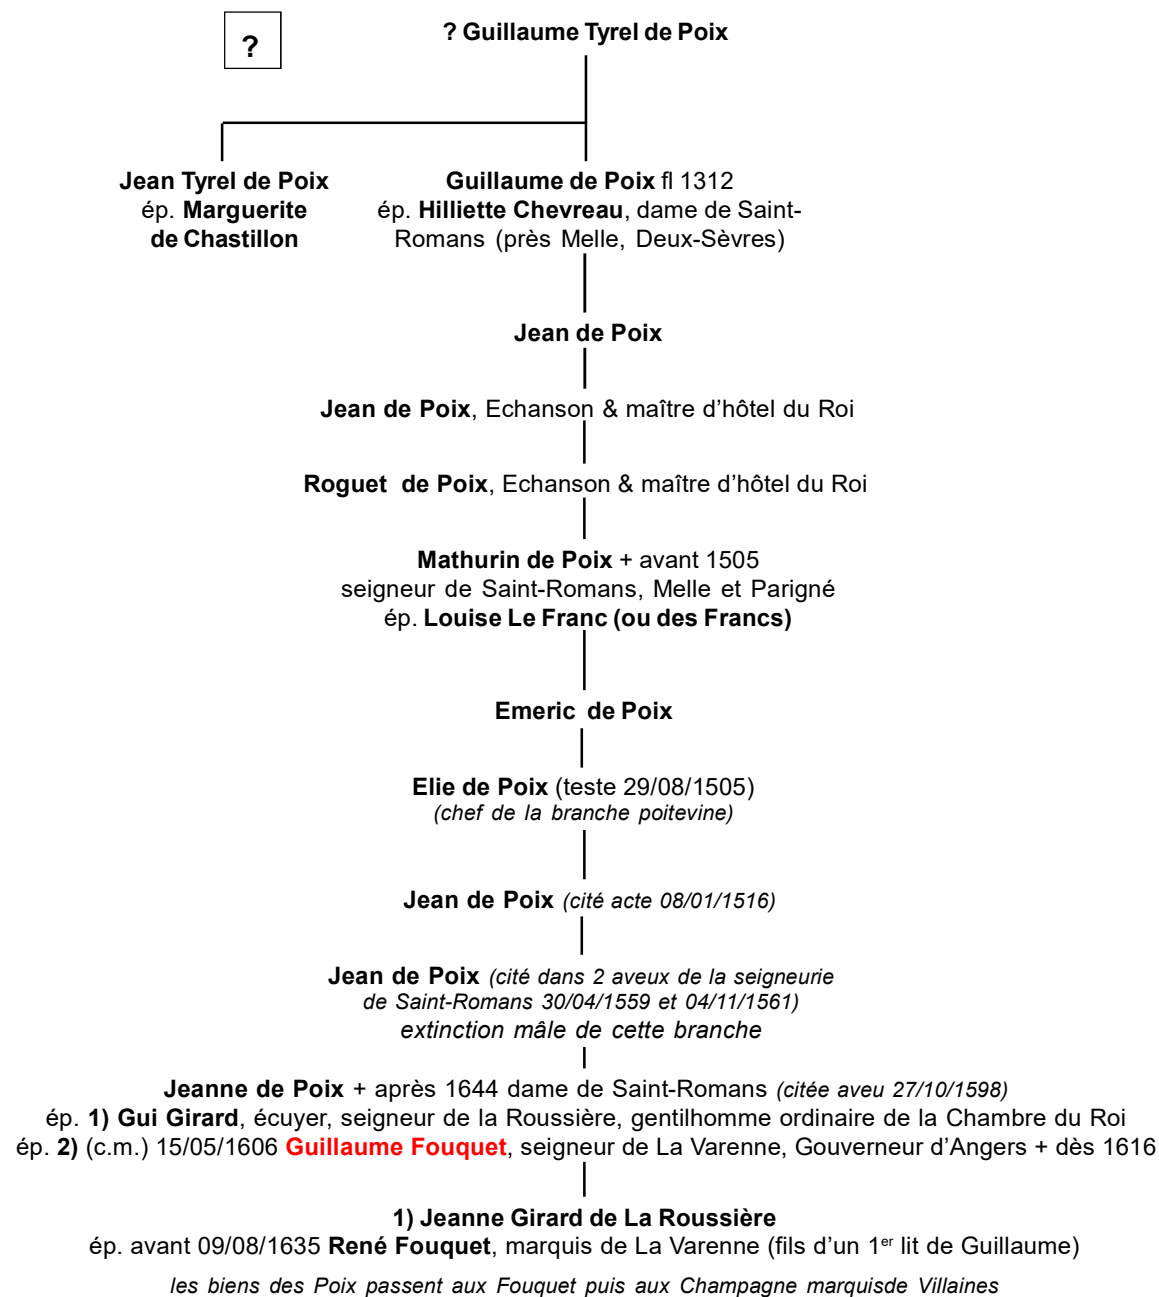 ?
? Guillaume Tyrel de Poix
Jean Tyrel de Poix
ép. Marguerite
de Chastillon
Guillaume de Poix fl 1312
ép. Hilliette Chevreau, dame de Saint-
Romans (près Melle, Deux-Sèvres)
Jean de Poix
Jean de Poix, Echanson & maître d’hôtel du Roi
Roguet de Poix, Echanson & maître d’hôtel du Roi
Mathurin de Poix + avant 1505
seigneur de Saint-Romans, Melle et Parigné
ép. Louise Le Franc (ou des Francs)
Emeric de Poix
Elie de Poix (teste 29/08/1505)
(chef de la branche poitevine)
Jean de Poix (cité acte 08/01/1516)
Jean de Poix (cité dans 2 aveux de la seigneurie
de Saint-Romans 30/04/1559 et 04/11/1561)
extinction mâle de cette branche
Jeanne de Poix + après 1644 dame de Saint-Romans (citée aveu 27/10/1598)
ép. 1) Gui Girard, écuyer, seigneur de la Roussière, gentilhomme ordinaire de la Chambre du Roi
ép. 2) (c.m.) 15/05/1606 Guillaume Fouquet, seigneur de La Varenne, Gouverneur d’Angers + dès 1616
1) Jeanne Girard de La Roussière
ép. avant 09/08/1635 René Fouquet, marquis de La Varenne (fils d’un 1er lit de Guillaume)
les biens des Poix passent aux Fouquet puis aux Champagne marquisde Villaines